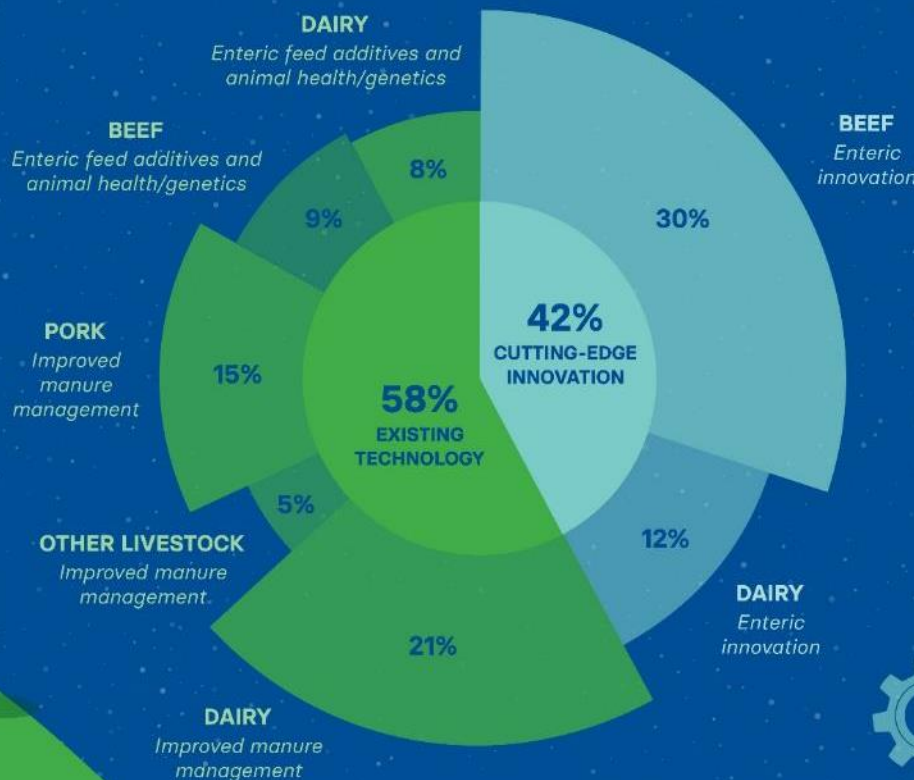 DAIRY
Enteric feed additives and
animal health/genetics
8%
BEEF
Enteric feed additives and
animal health/genetics
9%
PORK
Improved
manure
management
15%
OTHER LIVESTOCK
Improved manure
management
5%
DAIRY
Improved manure
management
21%
58%
EXISTING
TECHNOLOGY
42%
CUTTING-EDGE
INNOVATION
BEEF
Enteric
innovation
30%
DAIRY
Enteric
innovation
12%